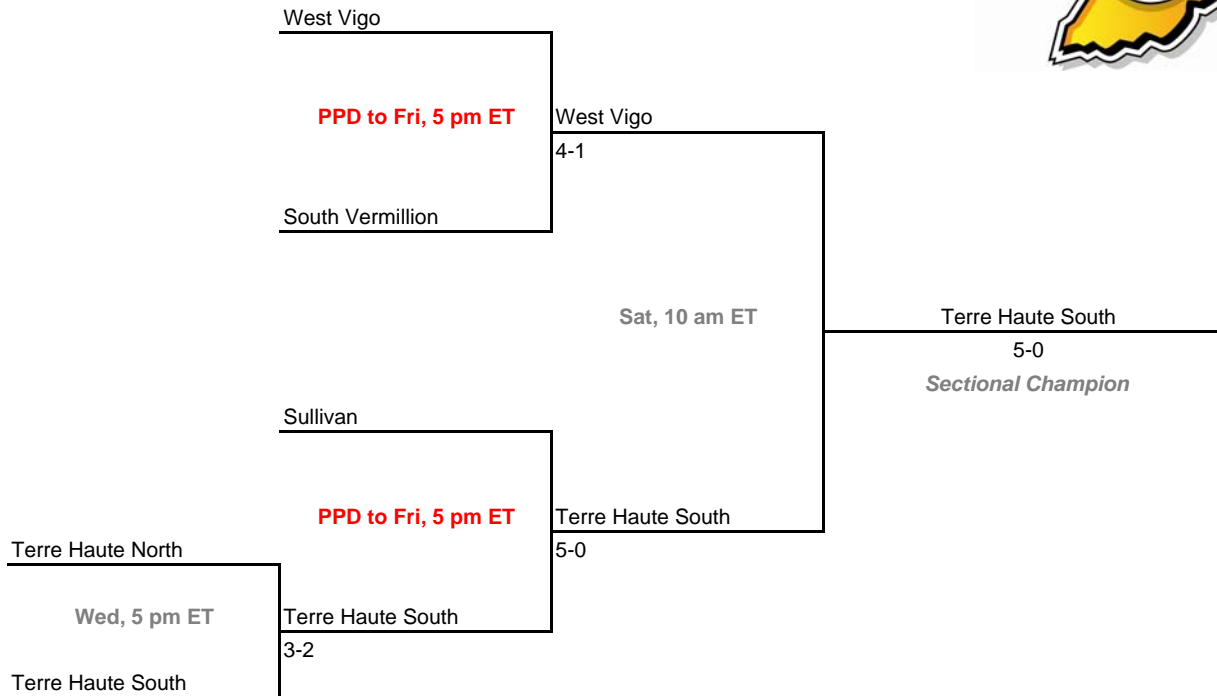 West Vigo
PPD to Fri, 5 pm ET
West Vigo
4-1
South Vermillion
Sat, 10 am ET
Terre Haute South
5-0
Sectional Champion
Sullivan
PPD to Fri, 5 pm ET
Terre Haute South
5-0
Terre Haute North
Wed, 5 pm ET
Terre Haute South
3-2
Terre Haute South